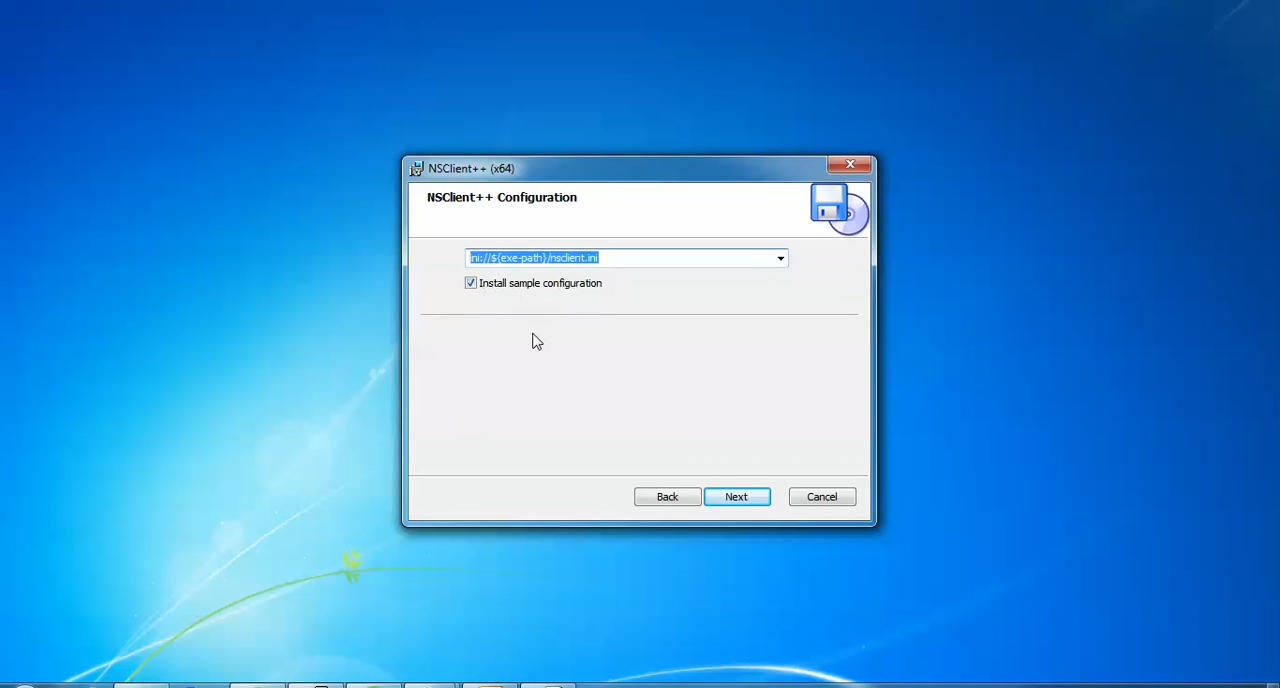 NSClient++ (x64)
NSClient++ Configuration
ini://${exe-path}/nsclient.ini
Install sample configuration
Back
Next
Cancel